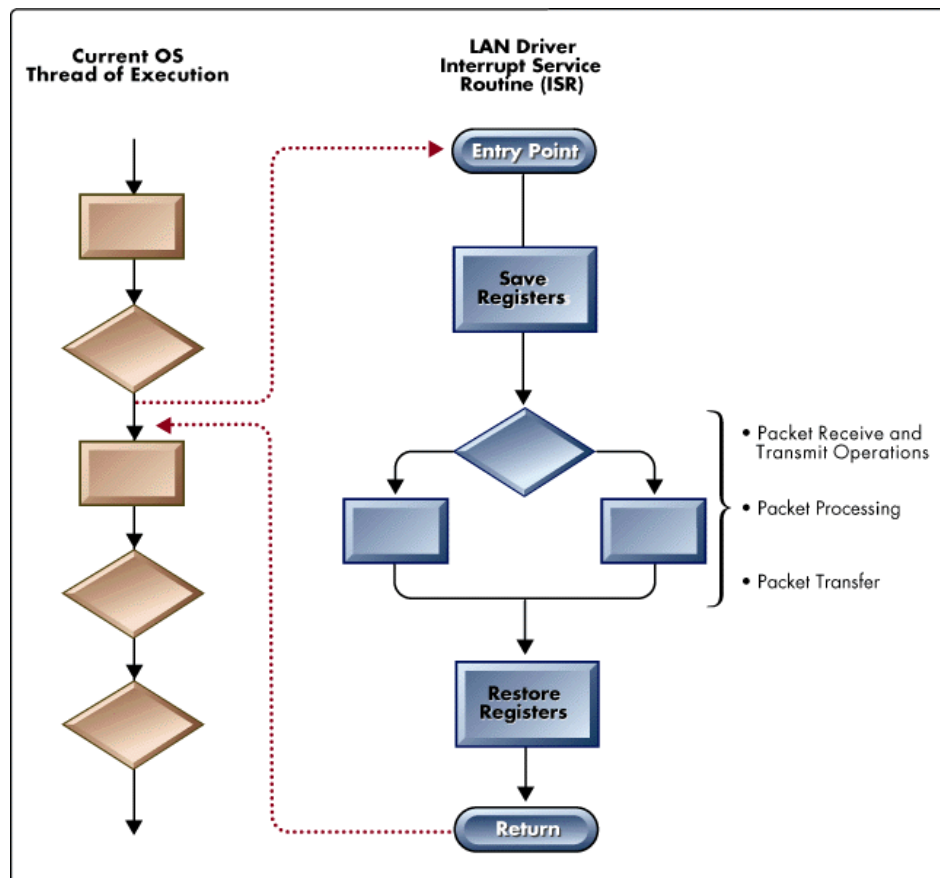 Current OS
Thread of Execution
LAN Driver
Interrupt Service
Routine (ISR)
Entry Point
Save
Registers
• Packet Receive and
Transmit Operations
• Packet Processing
• Packet Transfer
Restore
Registers
Return